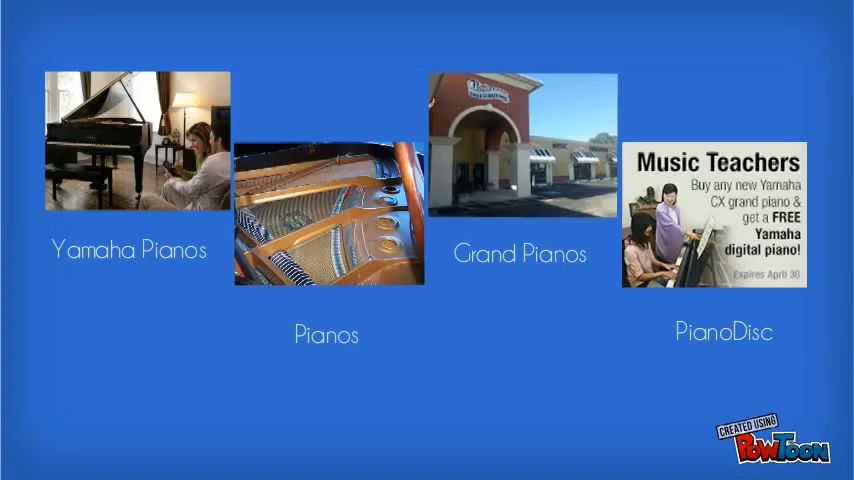 Yamaha Pianos
Pianos
Grand Pianos
Music Teachers
Buy any new Yamaha
CX grand piano &
get a FREE
Yamaha
digital piano!
Expires April 30
PianoDisc
CREATED USING
POWTOON